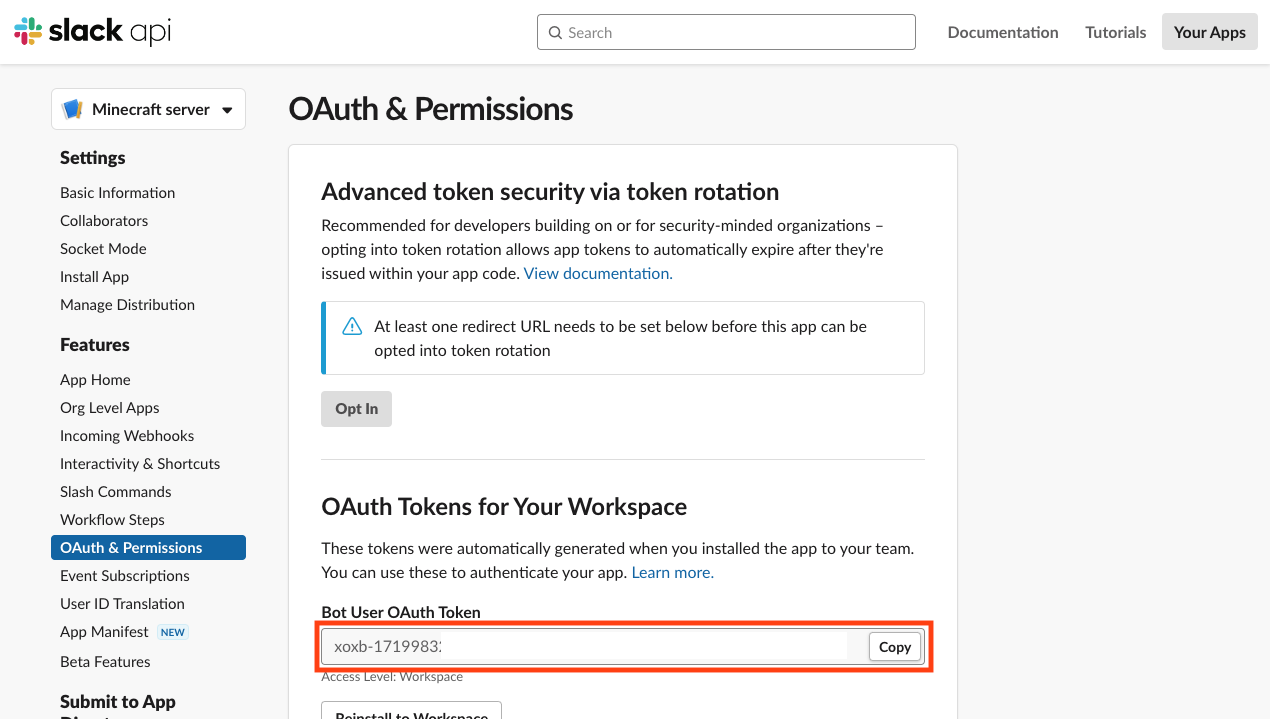 slack api
Search
Documentation
Tutorials
Your Apps
Minecraft server
Settings
Basic Information
Collaborators
Socket Mode
Install App
Manage Distribution
Features
App Home
Org Level Apps
Incoming Webhooks
Interactivity & Shortcuts
Slash Commands
Workflow Steps
OAuth & Permissions
Event Subscriptions
User ID Translation
App Manifest NEW
Beta Features
Submit to App
OAuth & Permissions
Advanced token security via token rotation
Recommended for developers building on or for security-minded organizations –
opting into token rotation allows app tokens to automatically expire after they're
issued within your app code. View documentation.
At least one redirect URL needs to be set below before this app can be
opted into token rotation
Opt In
OAuth Tokens for Your Workspace
These tokens were automatically generated when you installed the app to your team.
You can use these to authenticate your app. Learn more.
Bot User OAuth Token
xoxb-1719983
Copy
Access Level: Workspace
Reinstall to Workspace